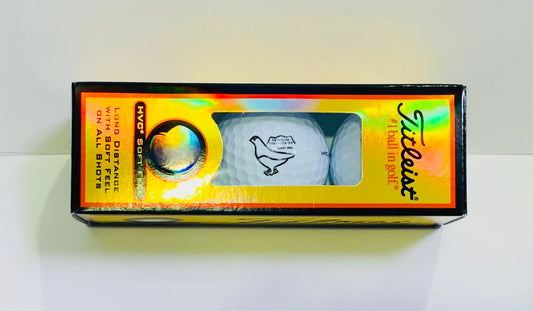 Titleist®
#1 ball in golf.®
HVC® SOFT FEEL
LONG DISTANCE
WITH SOFT FEEL
ON ALL SHOTS